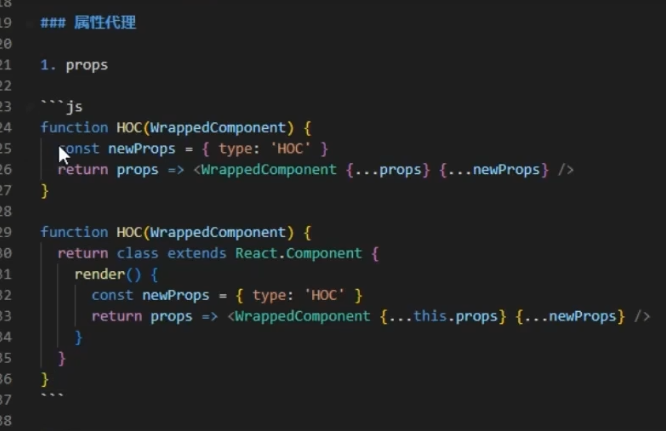 18
19 ### 属性代理
20
21 1. props
22
23 ```js
24 function HOC(WrappedComponent) {
25   const newProps = { type: 'HOC' }
26   return props => <WrappedComponent {...props} {...newProps} />
27 }
28
29 function HOC(WrappedComponent) {
30   return class extends React.Component {
31     render() {
32       const newProps = { type: 'HOC' }
33       return props => <WrappedComponent {...this.props} {...newProps} />
34     }
35   }
36 }
37 ```
38